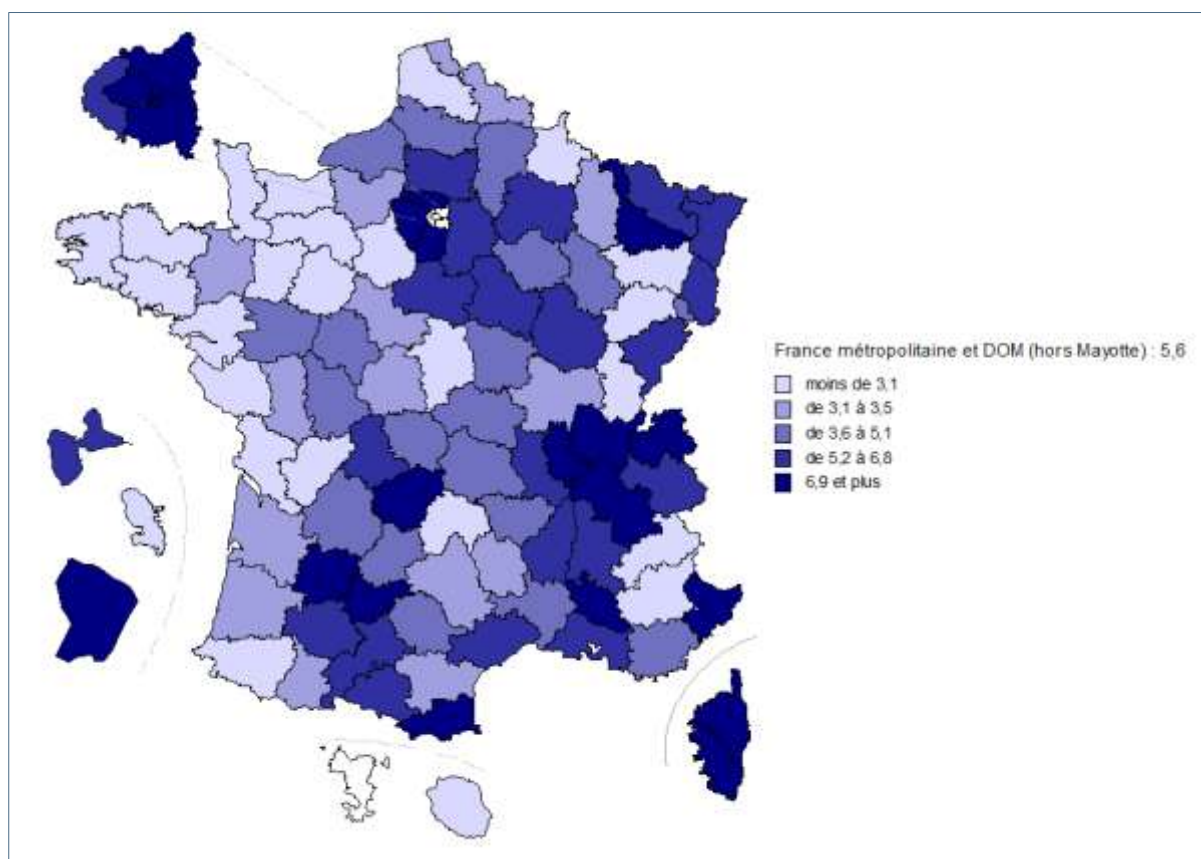 France métropolitaine et DOM (hors Mayotte) : 5,6
moins de 3,1
de 3,1 à 3,5
de 3,6 à 5,1
de 5,2 à 6,8
6,9 et plus